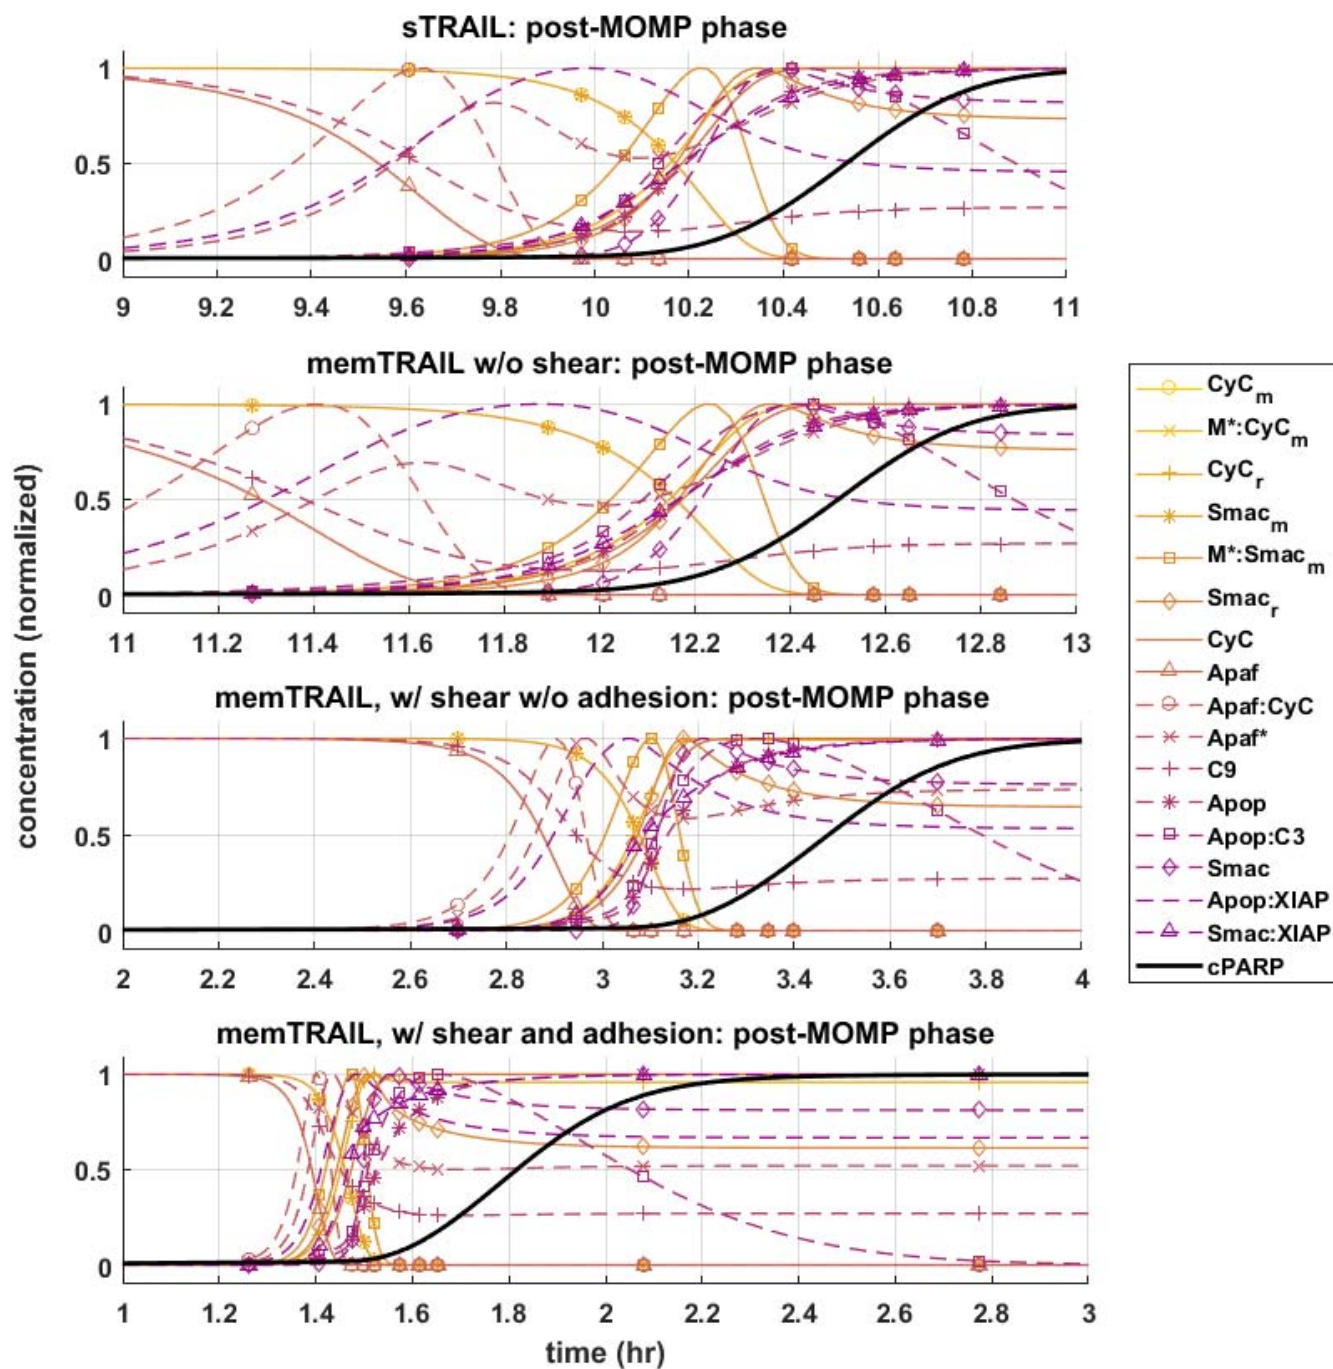 sTRAIL: post-MOMP phase
1
0.5
0
9 9.2 9.4 9.6 9.8 10 10.2 10.4 10.6 10.8 11
memTRAIL w/o shear: post-MOMP phase
1
0.5
0
11 11.2 11.4 11.6 11.8 12 12.2 12.4 12.6 12.8 13
memTRAIL, w/ shear w/o adhesion: post-MOMP phase
1
0.5
0
2 2.2 2.4 2.6 2.8 3 3.2 3.4 3.6 3.8 4
memTRAIL, w/ shear and adhesion: post-MOMP phase
1
0.5
0
1 1.2 1.4 1.6 1.8 2 2.2 2.4 2.6 2.8 3
time (hr)
concentration (normalized)
CyC_m
M*:CyC_m
CyC_r
Smac_m
M*:Smac_m
Smac_r
CyC
Apaf
Apaf:CyC
Apaf*
C9
Apop
Apop:C3
Smac
Apop:XIAP
Smac:XIAP
cPARP